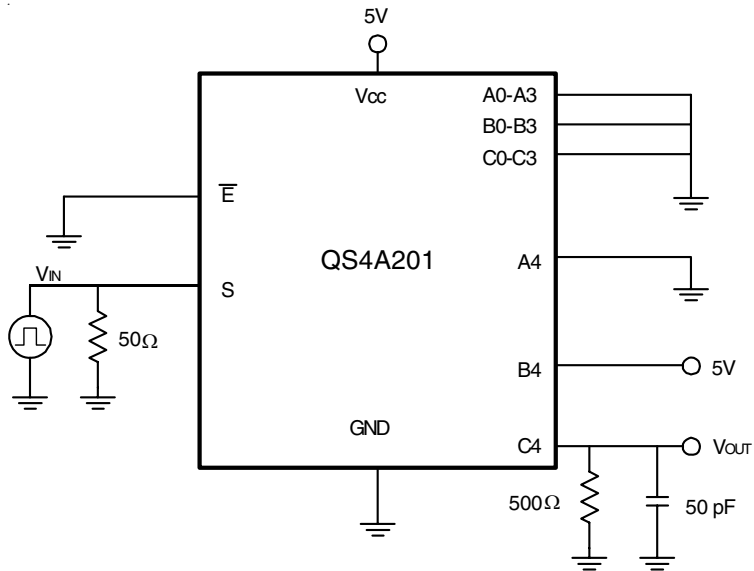 5V
Vcc
A0-A3
B0-B3
C0-C3
E
QS4A201
A4
VIN
S
50Ω
B4
5V
GND
C4
VOUT
500Ω
50 pF